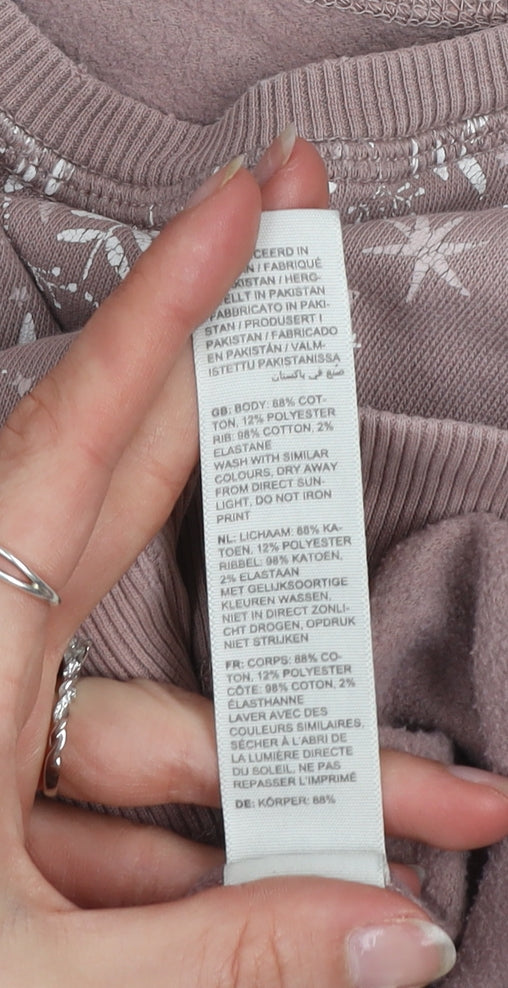 CEERD IN
N / FABRIQUÉ
KISTAN / HERG-
ELLT IN PAKISTAN
FABBRICATO IN PAKI-
STAN / PRODUSERT I
PAKISTAN / FABRICADO
EN PAKISTÁN / VALM-
ISTETTU PAKISTANISSA
صنع في باكستان
GB: BODY: 88% COT-
TON, 12% POLYESTER
RIB: 98% COTTON, 2%
ELASTANE
WASH WITH SIMILAR
COLOURS, DRY AWAY
FROM DIRECT SUN-
LIGHT, DO NOT IRON
PRINT
NL: LICHAAM: 88% KA-
TOEN, 12% POLYESTER
RIBBEL: 98% KATOEN,
2% ELASTAAN
MET GELIJKSOORTIGE
KLEUREN WASSEN,
NIET IN DIRECT ZONLI-
CHT DROGEN, OPDRUK
NIET STRIJKEN
FR: CORPS: 88% CO-
TON, 12% POLYESTER
CÔTE: 98% COTON, 2%
ÉLASTHANNE
LAVER AVEC DES
COULEURS SIMILAIRES,
SÉCHER À L'ABRI DE
LA LUMIÈRE DIRECTE
DU SOLEIL, NE PAS
REPASSER L'IMPRIMÉ
DE: KÖRPER: 88%